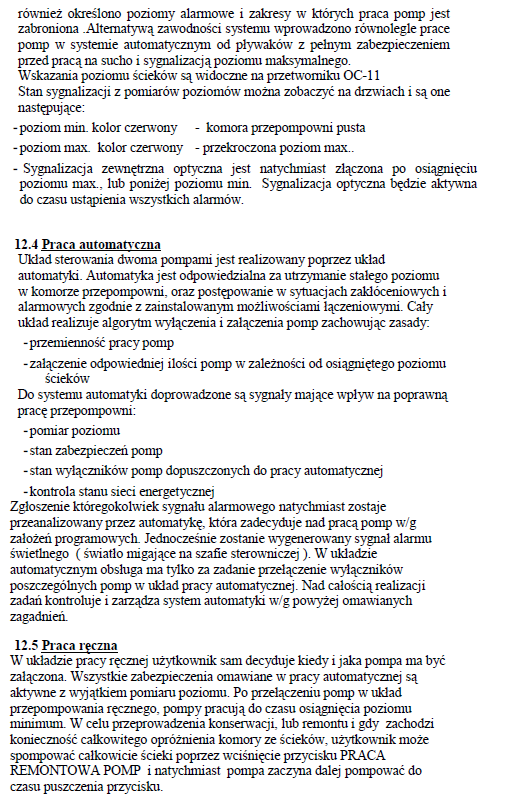 również określono poziomy alarmowe i zakresy w których praca pomp jest
zabroniona .Alternatywą zawodności systemu wprowadzono równolegle prace
pomp w systemie automatycznym od pływaków z pełnym zabezpieczeniem
przed pracą na sucho i sygnalizacją poziomu maksymalnego.
Wskazania poziomu ścieków są widoczne na przetworniku OC-11
Stan sygnalizacji z pomiarów poziomów można zobaczyć na drzwiach i są one
następujące:
- poziom min. kolor czerwony - komora przepompowni pusta
- poziom max. kolor czerwony - przekroczona poziom max..
- Sygnalizacja zewnętrzna optyczna jest natychmiast złączona po osiągnięciu
poziomu max., lub poniżej poziomu min. Sygnalizacja optyczna będzie aktywna
do czasu ustąpienia wszystkich alarmów.
12.4 Praca automatyczna
Układ sterowania dwoma pompami jest realizowany poprzez układ
automatyki. Automatyka jest odpowiedzialna za utrzymanie stałego poziomu
w komorze przepompowni, oraz postępowanie w sytuacjach zakłóceniowych i
alarmowych zgodnie z zainstalowanym możliwościami łączeniowymi. Cały
układ realizuje algorytm wyłączenia i załączenia pomp zachowując zasady:
- przemienność pracy pomp
- załączenie odpowiedniej ilości pomp w zależności od osiągniętego poziomu
ścieków
Do systemu automatyki doprowadzone są sygnały mające wpływ na poprawną
pracę przepompowni:
- pomiar poziomu
- stan zabezpieczeń pomp
- stan wyłączników pomp dopuszczonych do pracy automatycznej
- kontrola stanu sieci energetycznej
Zgłoszenie któregokolwiek sygnału alarmowego natychmiast zostaje
przeanalizowany przez automatykę, która zadecyduje nad pracą pomp w/g
założeń programowych. Jednocześnie zostanie wygenerowany sygnał alarmu
świetlnego ( światło migające na szafie sterowniczej ). W układzie
automatycznym obsługa ma tylko za zadanie przełączenie wyłączników
poszczególnych pomp w układ pracy automatycznej. Nad całością realizacji
zadań kontroluje i zarządza system automatyki w/g powyżej omawianych
zagadnień.
12.5 Praca ręczna
W układzie pracy ręcznej użytkownik sam decyduje kiedy i jaka pompa ma być
załączona. Wszystkie zabezpieczenia omawiane w pracy automatycznej są
aktywne z wyjątkiem pomiaru poziomu. Po przełączeniu pomp w układ
przepompowania ręcznego, pompy pracują do czasu osiągnięcia poziomu
minimum. W celu przeprowadzenia konserwacji, lub remontu i gdy zachodzi
konieczność całkowitego opróżnienia komory ze ścieków, użytkownik może
spompować całkowicie ścieki poprzez wciśnięcie przycisku PRACA
REMONTOWA POMP i natychmiast pompa zaczyna dalej pompować do
czasu puszczenia przycisku.